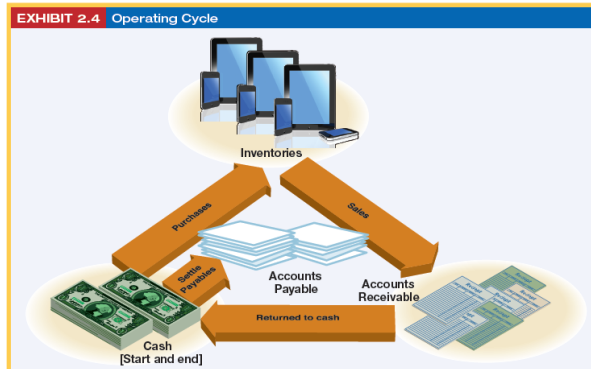 EXHIBIT 2.4 Operating Cycle
Inventories
Purchases
Sales
Settle
Payables
Accounts
Payable
Accounts
Receivable
Returned to cash
Cash
[Start and end]